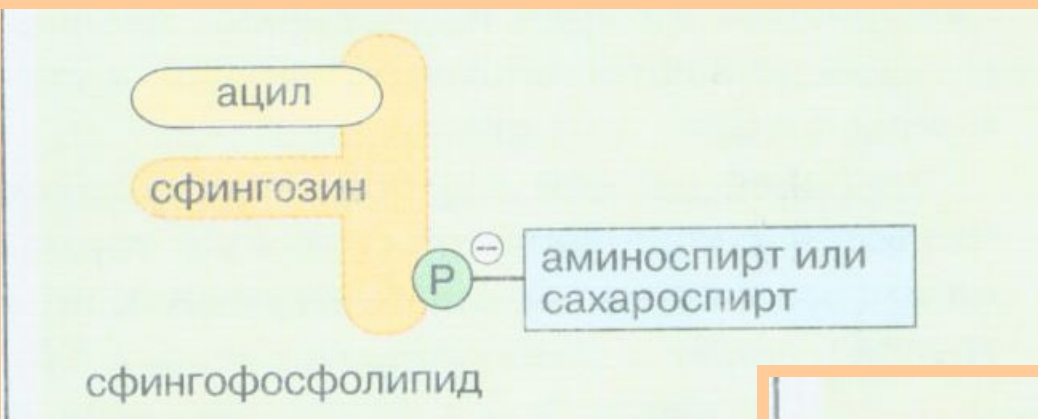 ацил
сфингозин
P
−
аминоспирт или
сахароспирт
сфингофосфолипид